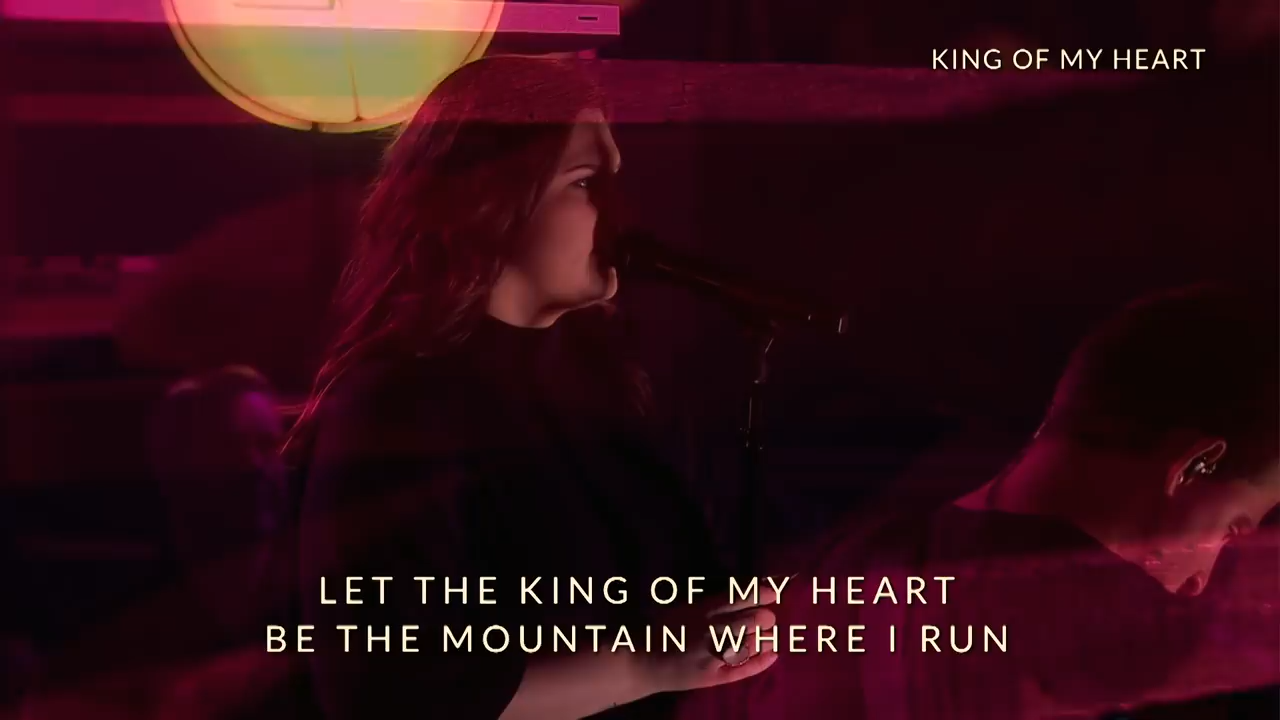 KING OF MY HEART
LET THE KING OF MY HEART
BE THE MOUNTAIN WHERE I RUN